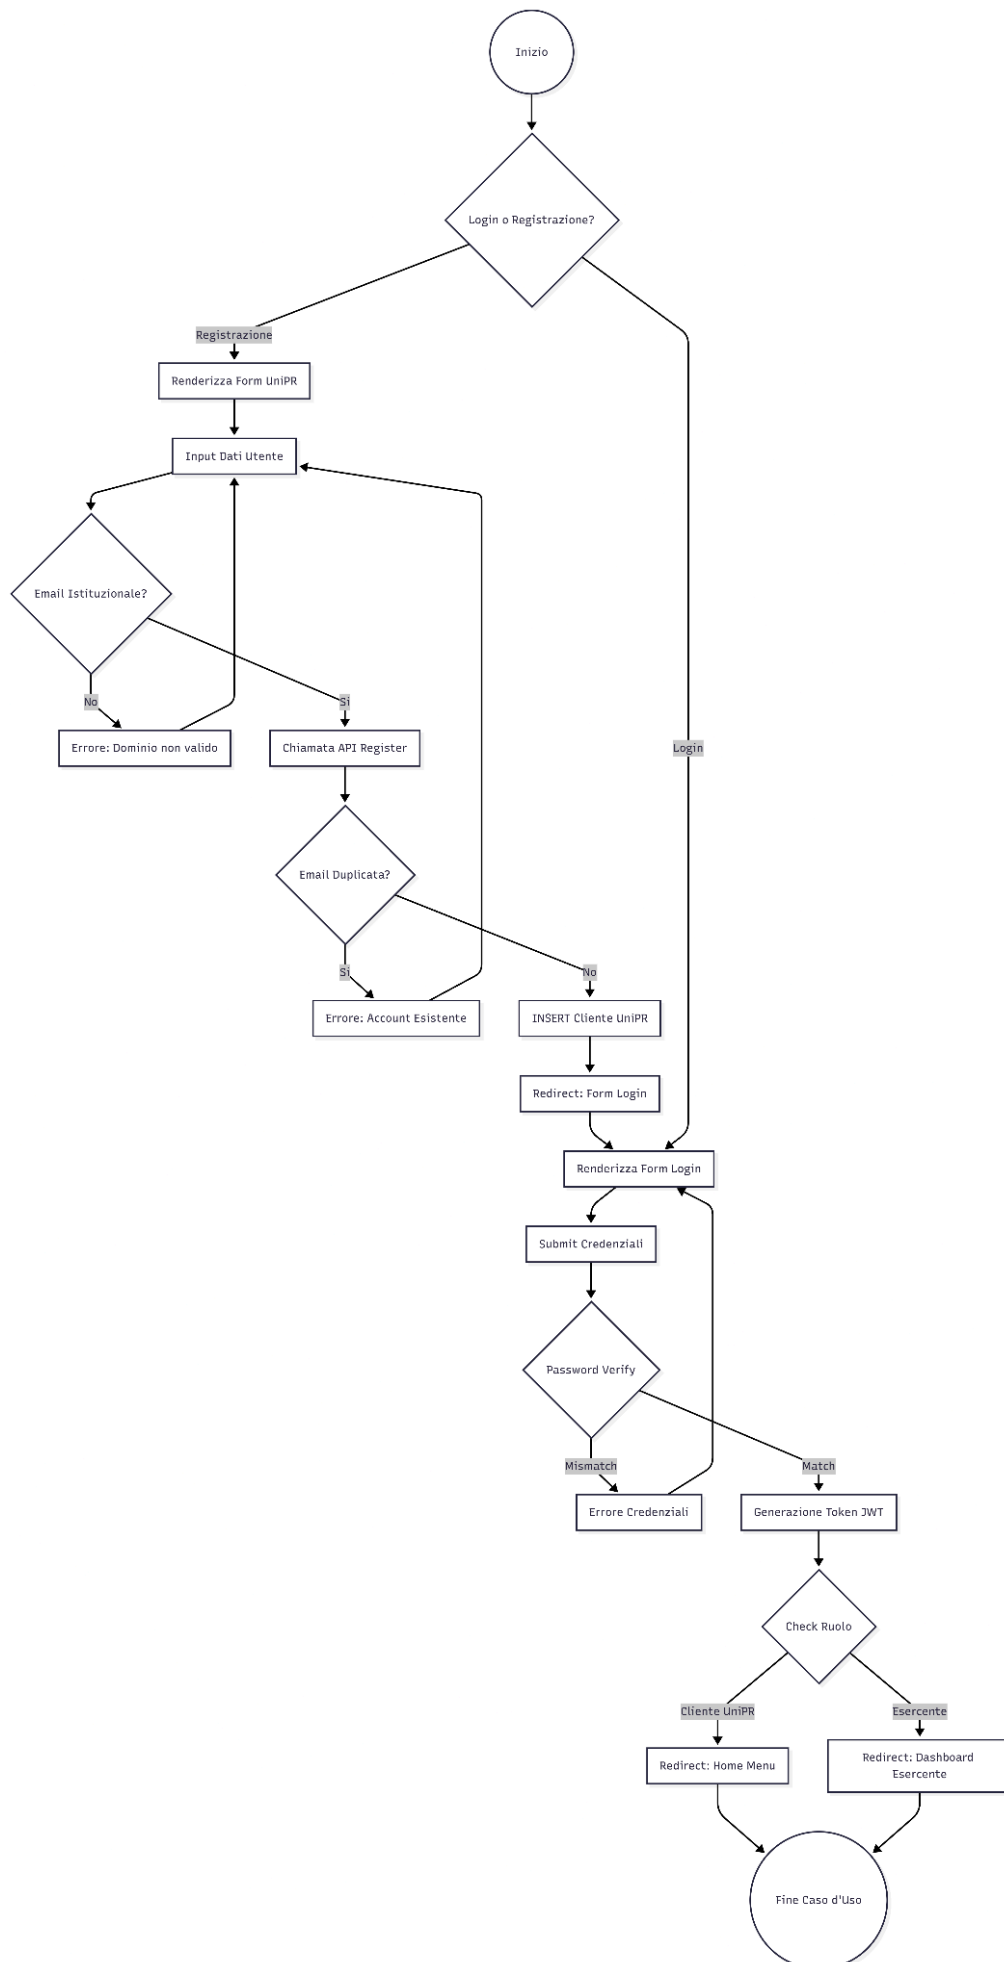 Inizio
Login o Registrazione?
Registrazione
Renderizza Form UniPR
Input Dati Utente
Email Istituzionale?
No
Si
Errore: Dominio non valido
Chiamata API Register
Login
Email Duplicata?
Si
No
Errore: Account Esistente
INSERT Cliente UniPR
Redirect: Form Login
Renderizza Form Login
Submit Credenziali
Password Verify
Mismatch
Match
Errore Credenziali
Generazione Token JWT
Check Ruolo
Cliente UniPR
Esercente
Redirect: Home Menu
Redirect: Dashboard
Esercente
Fine Caso d'Uso